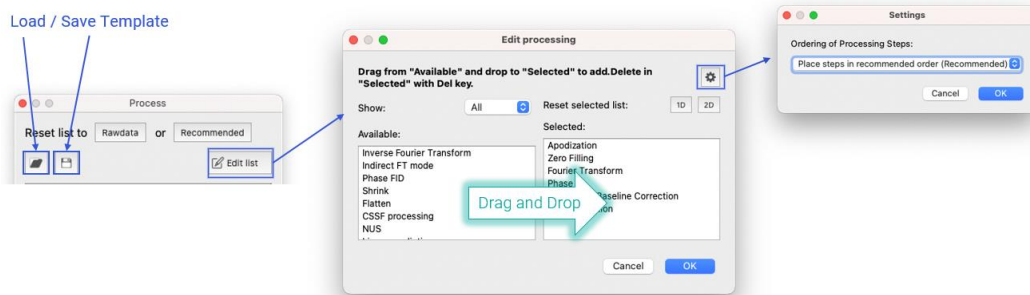 Load / Save Template
Process
Reset list to Rawdata or Recommended
Edit list
Edit processing
Drag from "Available" and drop to "Selected" to add.Delete in
"Selected" with Del key.
Show: All
Reset selected list: 1D 2D
Available:
Inverse Fourier Transform
Indirect FT mode
Phase FID
Shrink
Flatten
CSSF processing
NUS
Selected:
Apodization
Zero Filling
Fourier Transform
Phase
Baseline Correction
Drag and Drop
Cancel OK
Settings
Ordering of Processing Steps:
Place steps in recommended order (Recommended)
Cancel OK